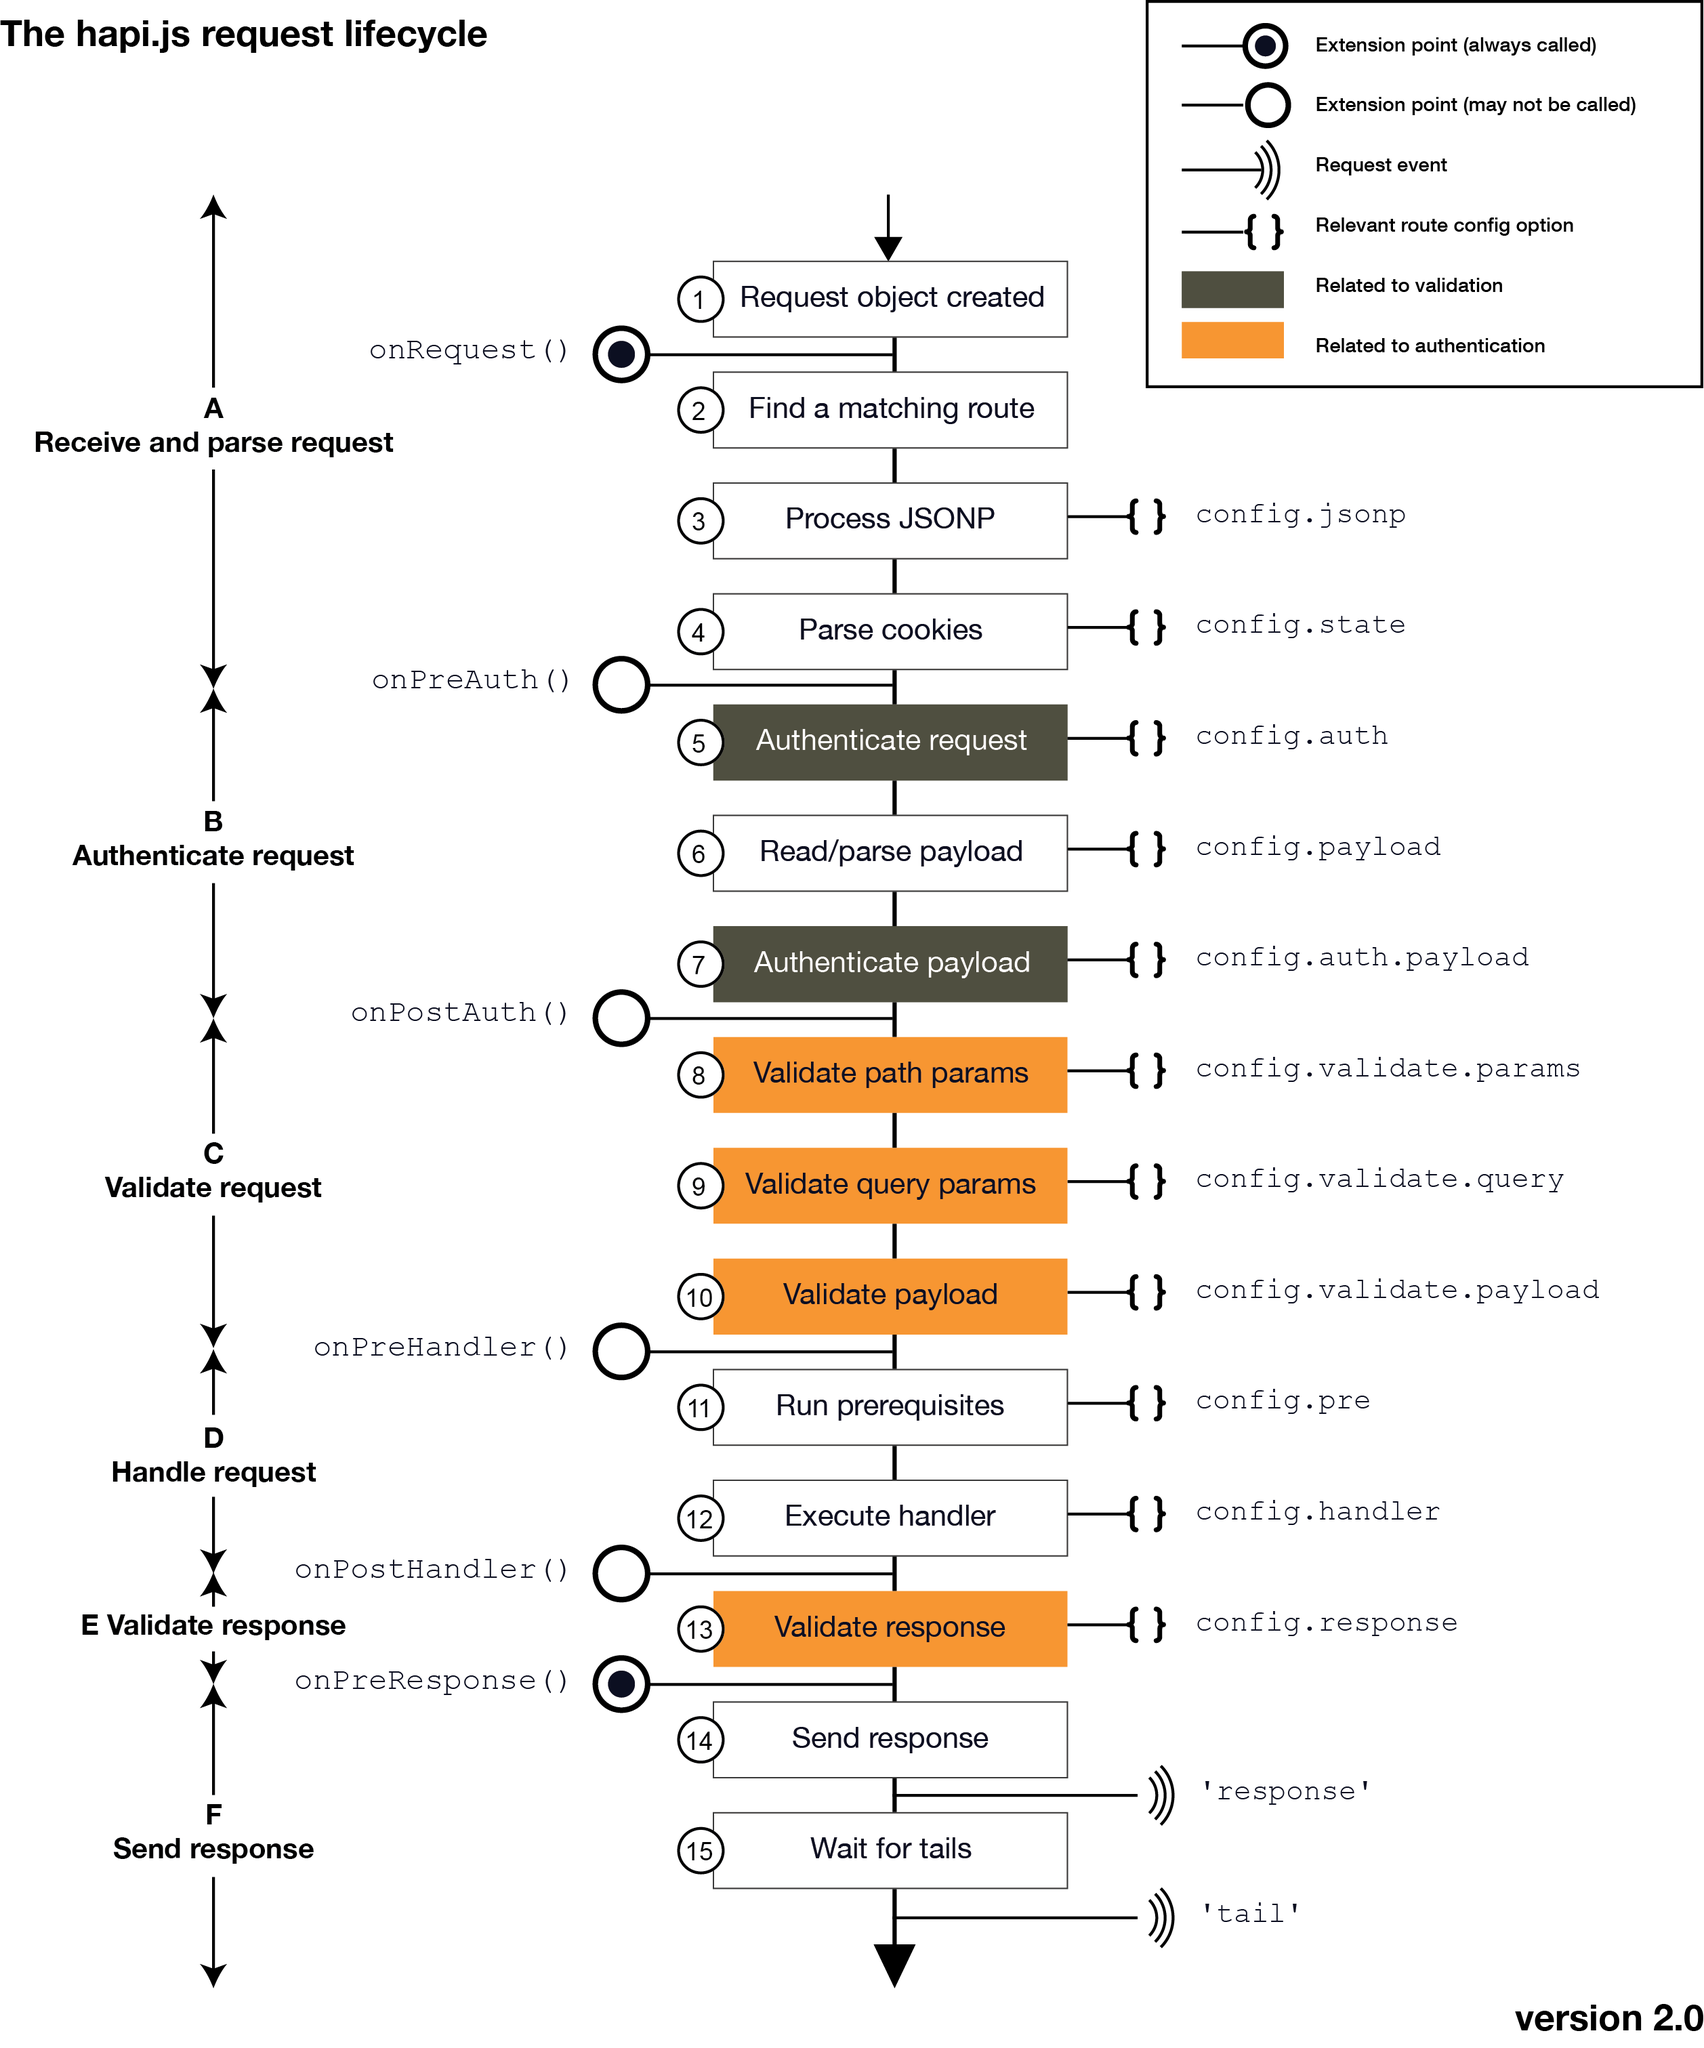 The hapi.js request lifecycle
Extension point (always called)
Extension point (may not be called)
Request event
{ } Relevant route config option
Related to validation
Related to authentication
1 Request object created
onRequest()
A
Receive and parse request
2 Find a matching route
3 Process JSONP { } config.jsonp
4 Parse cookies { } config.state
onPreAuth()
5 Authenticate request { } config.auth
B
Authenticate request
6 Read/parse payload { } config.payload
7 Authenticate payload { } config.auth.payload
onPostAuth()
8 Validate path params { } config.validate.params
C
Validate request
9 Validate query params { } config.validate.query
10 Validate payload { } config.validate.payload
onPreHandler()
11 Run prerequisites { } config.pre
D
Handle request
12 Execute handler { } config.handler
onPostHandler()
E Validate response
13 Validate response { } config.response
onPreResponse()
14 Send response
'response'
F
Send response
15 Wait for tails
'tail'
version 2.0